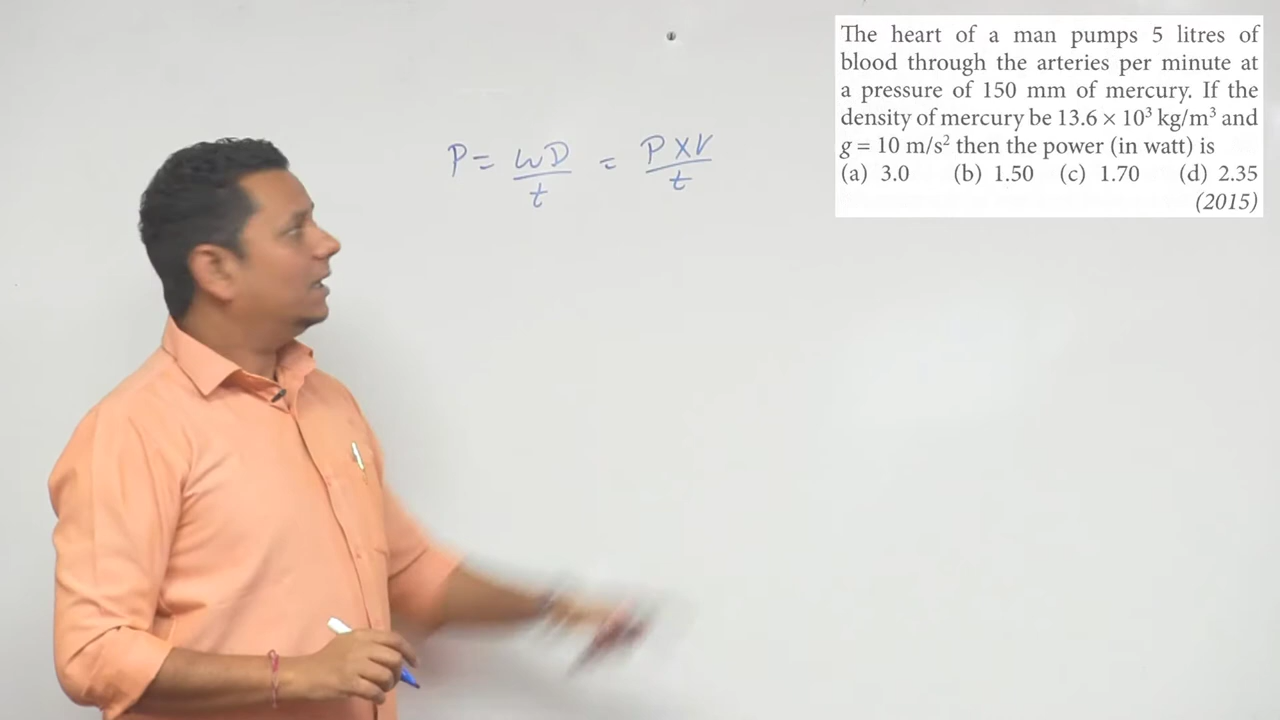 P = WD/t = P X V/t
The heart of a man pumps 5 litres of
blood through the arteries per minute at
a pressure of 150 mm of mercury. If the
density of mercury be 13.6 × 10³ kg/m³ and
g = 10 m/s² then the power (in watt) is
(a) 3.0 (b) 1.50 (c) 1.70 (d) 2.35
(2015)